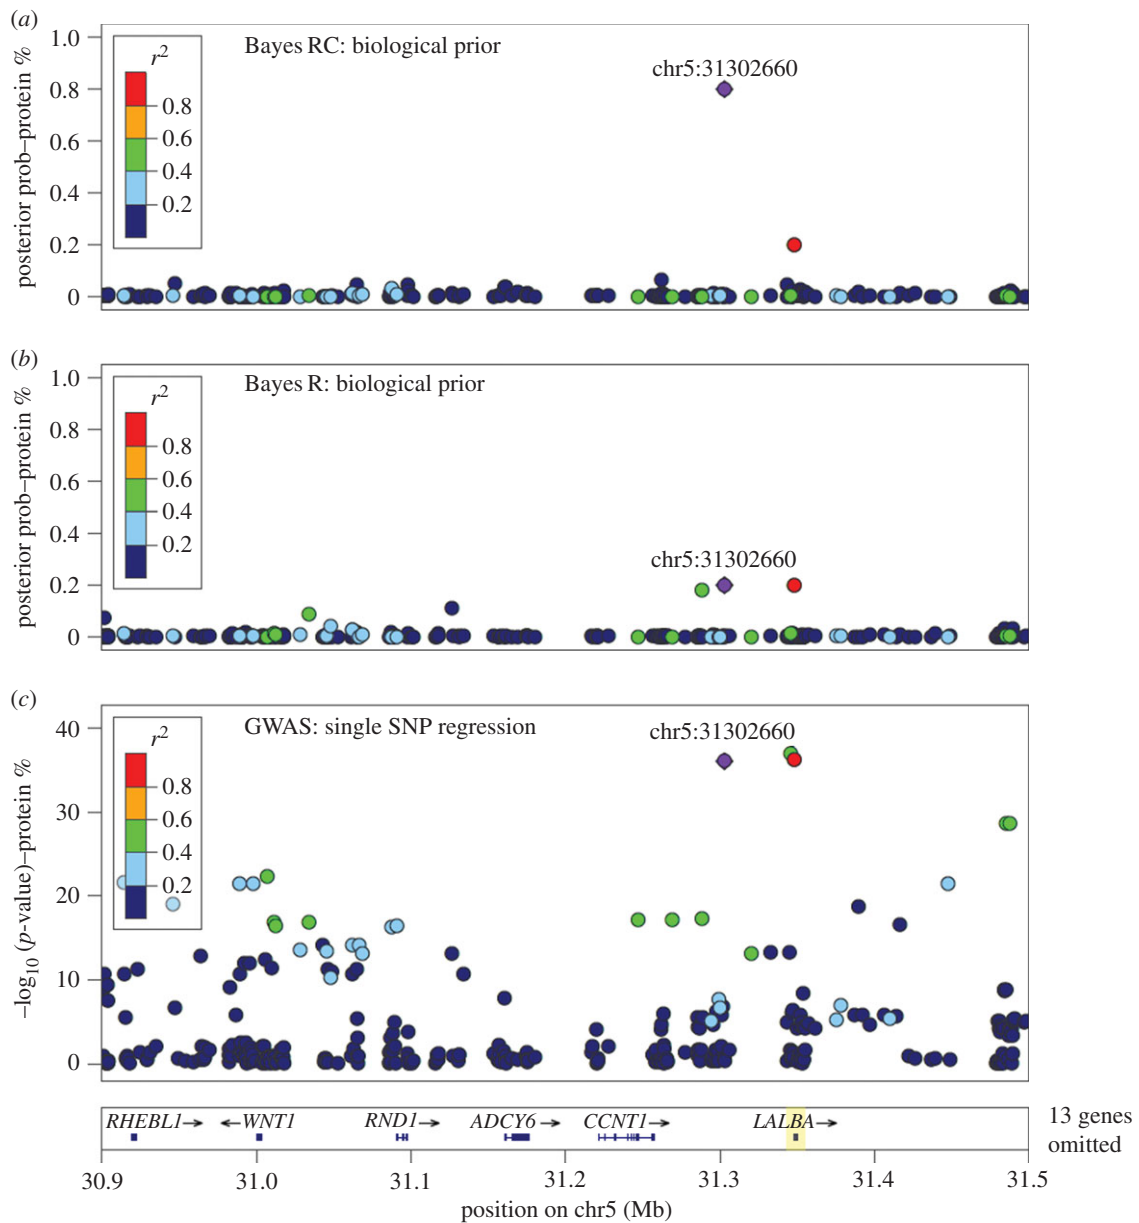 (a)
1.0
0.8
0.6
0.4
0.2
0
posterior prob–protein %
r2
0.8
0.6
0.4
0.2
Bayes RC: biological prior
chr5:31302660
(b)
1.0
0.8
0.6
0.4
0.2
0
posterior prob–protein %
r2
0.8
0.6
0.4
0.2
Bayes R: biological prior
chr5:31302660
(c)
40
30
20
10
0
–log10 (p-value)–protein %
r2
0.8
0.6
0.4
0.2
GWAS: single SNP regression
chr5:31302660
RHEBL1→ ←WNT1 RND1→ ADCY6→ CCNT1→ LALBA→
13 genes
omitted
30.9 31.0 31.1 31.2 31.3 31.4 31.5
position on chr5 (Mb)